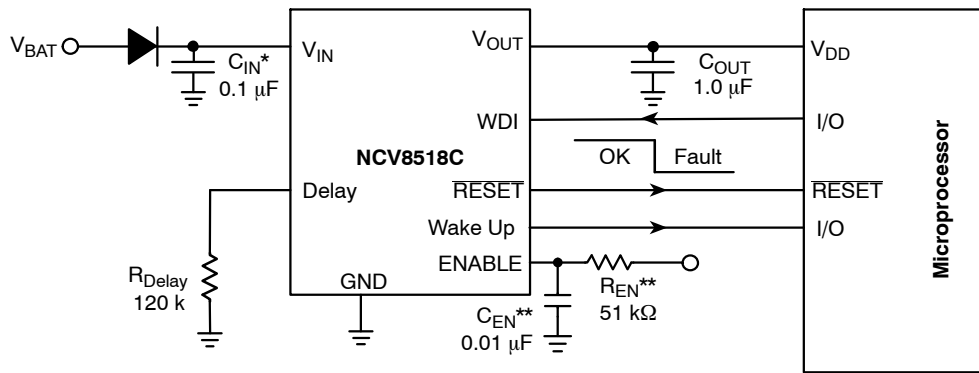 V_BAT
C_IN*
0.1 μF
V_IN
V_OUT
C_OUT
1.0 μF
V_DD
WDI
I/O
NCV8518C
OK
Fault
Delay
RESET
RESET
Wake Up
I/O
ENABLE
R_Delay
120 k
GND
C_EN**
0.01 μF
R_EN**
51 kΩ
Microprocessor